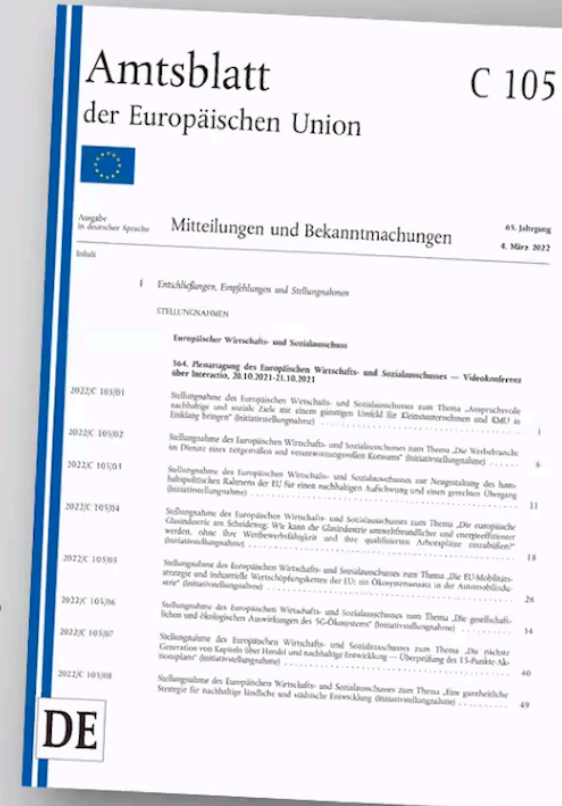 Amtsblatt
der Europäischen Union
C 105
Ausgabe
in deutscher Sprache
Mitteilungen und Bekanntmachungen
65. Jahrgang
4. März 2022
Inhalt
I Entschließungen, Empfehlungen und Stellungnahmen
STELLUNGNAHMEN
Europäischer Wirtschafts- und Sozialausschuss
564. Plenartagung des Europäischen Wirtschafts- und Sozialausschusses — Videokonferenz
über Interactio, 20.10.2021-21.10.2021
2022/C 105/01 Stellungnahme des Europäischen Wirtschafts- und Sozialausschusses zum Thema „Anspruchsvolle
nachhaltige und soziale Ziele mit einem günstigen Umfeld für Kleinstunternehmen und KMU in
Einklang bringen“ (Initiativstellungnahme) 1
2022/C 105/02 Stellungnahme des Europäischen Wirtschafts- und Sozialausschusses zum Thema „Die Werbebranche
im Dienste eines zeitgemäßen und verantwortungsvollen Konsums“ (Initiativstellungnahme) 6
2022/C 105/03 Stellungnahme des Europäischen Wirtschafts- und Sozialausschusses zur Neugestaltung des haus-
haltspolitischen Rahmens der EU für einen nachhaltigen Aufschwung und einen gerechten Übergang
(Initiativstellungnahme) 11
2022/C 105/04 Stellungnahme des Europäischen Wirtschafts- und Sozialausschusses zum Thema „Die europäische
Glasindustrie am Scheideweg: Wie kann die Glasindustrie umweltfreundlicher und energieeffizienter
werden, ohne ihre Wettbewerbsfähigkeit und ihre qualifizierten Arbeitsplätze einzubüßen?“
(Initiativstellungnahme) 18
2022/C 105/05 Stellungnahme des Europäischen Wirtschafts- und Sozialausschusses zum Thema „Die EU-Mobilitäts-
strategie und industrielle Wertschöpfungsketten der EU: ein Ökosystemansatz in der Automobilindu-
strie“ (Initiativstellungnahme) 26
2022/C 105/06 Stellungnahme des Europäischen Wirtschafts- und Sozialausschusses zum Thema „Die gesellschaft-
lichen und ökologischen Auswirkungen des 5G-Ökosystems“ (Initiativstellungnahme) 34
2022/C 105/07 Stellungnahme des Europäischen Wirtschafts- und Sozialausschusses zum Thema „Die nächste
Generation von Kapiteln über Handel und nachhaltige Entwicklung — Überprüfung des 15-Punkte-Ak-
tionsplans“ (Initiativstellungnahme) 40
2022/C 105/08 Stellungnahme des Europäischen Wirtschafts- und Sozialausschusses zum Thema „Eine ganzheitliche
Strategie für nachhaltige ländliche und städtische Entwicklung (Initiativstellungnahme) 49
DE